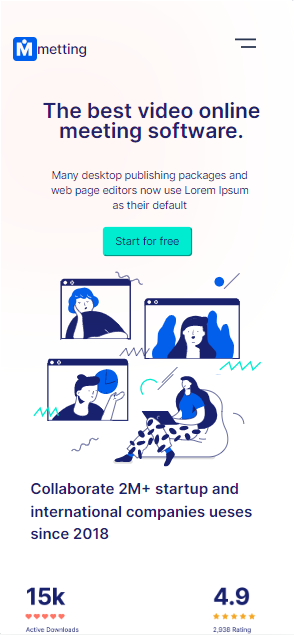 M metting
The best video online
meeting software.
Many desktop publishing packages and
web page editors now use Lorem Ipsum
as their default
Start for free
Collaborate 2M+ startup and
international companies ueses
since 2018
15k
4.9
Active Downloads
2,938 Rating